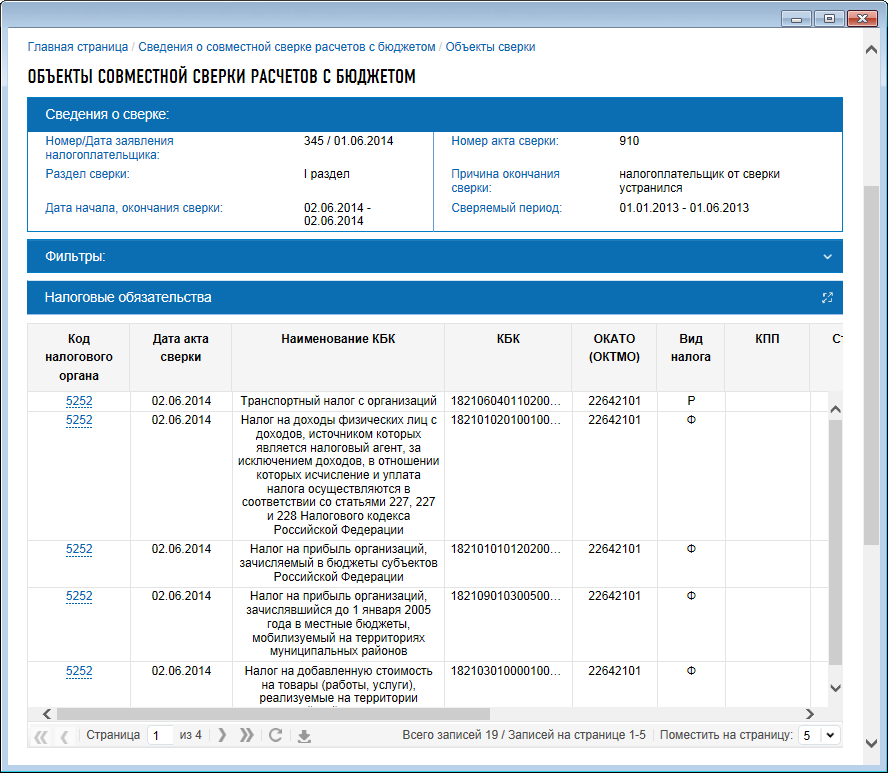 Главная страница / Сведения о совместной сверке расчетов с бюджетом / Объекты сверки
ОБЪЕКТЫ СОВМЕСТНОЙ СВЕРКИ РАСЧЕТОВ С БЮДЖЕТОМ
Сведения о сверке:
Номер/Дата заявления
налогоплательщика:
345 / 01.06.2014
Номер акта сверки:
910
Раздел сверки:
I раздел
Причина окончания
сверки:
налогоплательщик от сверки
устранился
Дата начала, окончания сверки:
02.06.2014 -
02.06.2014
Сверяемый период:
01.01.2013 - 01.06.2013
Фильтры:
Налоговые обязательства
Код
налогового
органа
Дата акта
сверки
Наименование КБК
КБК
ОКАТО
(ОКТМО)
Вид
налога
КПП
5252
02.06.2014
Транспортный налог с организаций
182106040110200...
22642101
Р
5252
02.06.2014
Налог на доходы физических лиц с
доходов, источником которых
является налоговый агент, за
исключением доходов, в отношении
которых исчисление и уплата
налога осуществляются в
соответствии со статьями 227, 227
и 228 Налогового кодекса
Российской Федерации
182101020100100...
22642101
Ф
5252
02.06.2014
Налог на прибыль организаций,
зачисляемый в бюджеты субъектов
Российской Федерации
182101010120200...
22642101
Ф
5252
02.06.2014
Налог на прибыль организаций,
зачислявшийся до 1 января 2005
года в местные бюджеты,
мобилизуемый на территориях
муниципальных районов
182109010300500...
22642101
Ф
5252
02.06.2014
Налог на добавленную стоимость
на товары (работы, услуги),
реализуемые на территории
182103010000100...
22642101
Ф
Страница 1 из 4
Всего записей 19 / Записей на странице 1-5
Поместить на страницу: 5